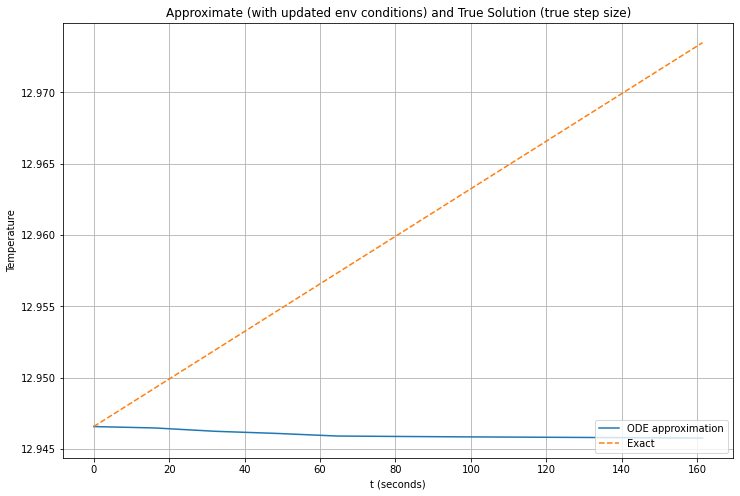 Approximate (with updated env conditions) and True Solution (true step size)
12.970
12.965
12.960
12.955
12.950
12.945
Temperature
ODE approximation
Exact
0 20 40 60 80 100 120 140 160
t (seconds)